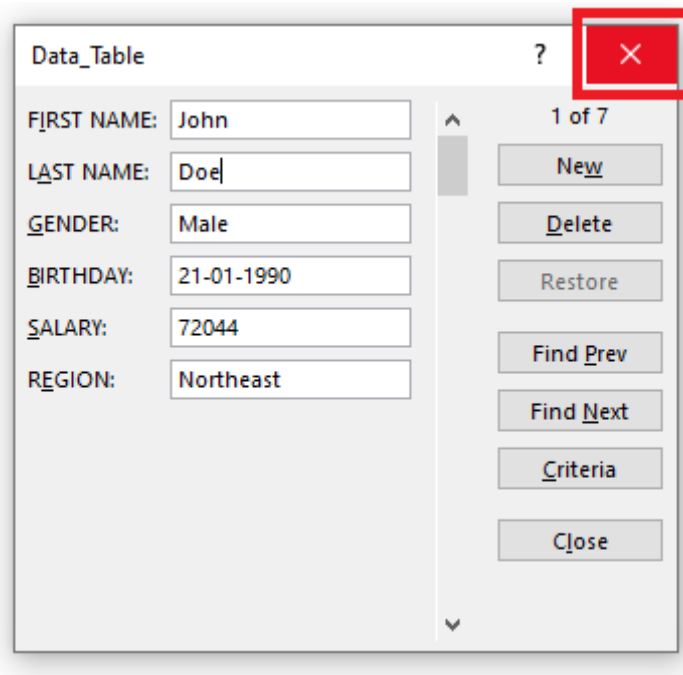 Data_Table ?
FIRST NAME: John
LAST NAME: Doe
GENDER: Male
BIRTHDAY: 21-01-1990
SALARY: 72044
REGION: Northeast
1 of 7
New
Delete
Restore
Find Prev
Find Next
Criteria
Close